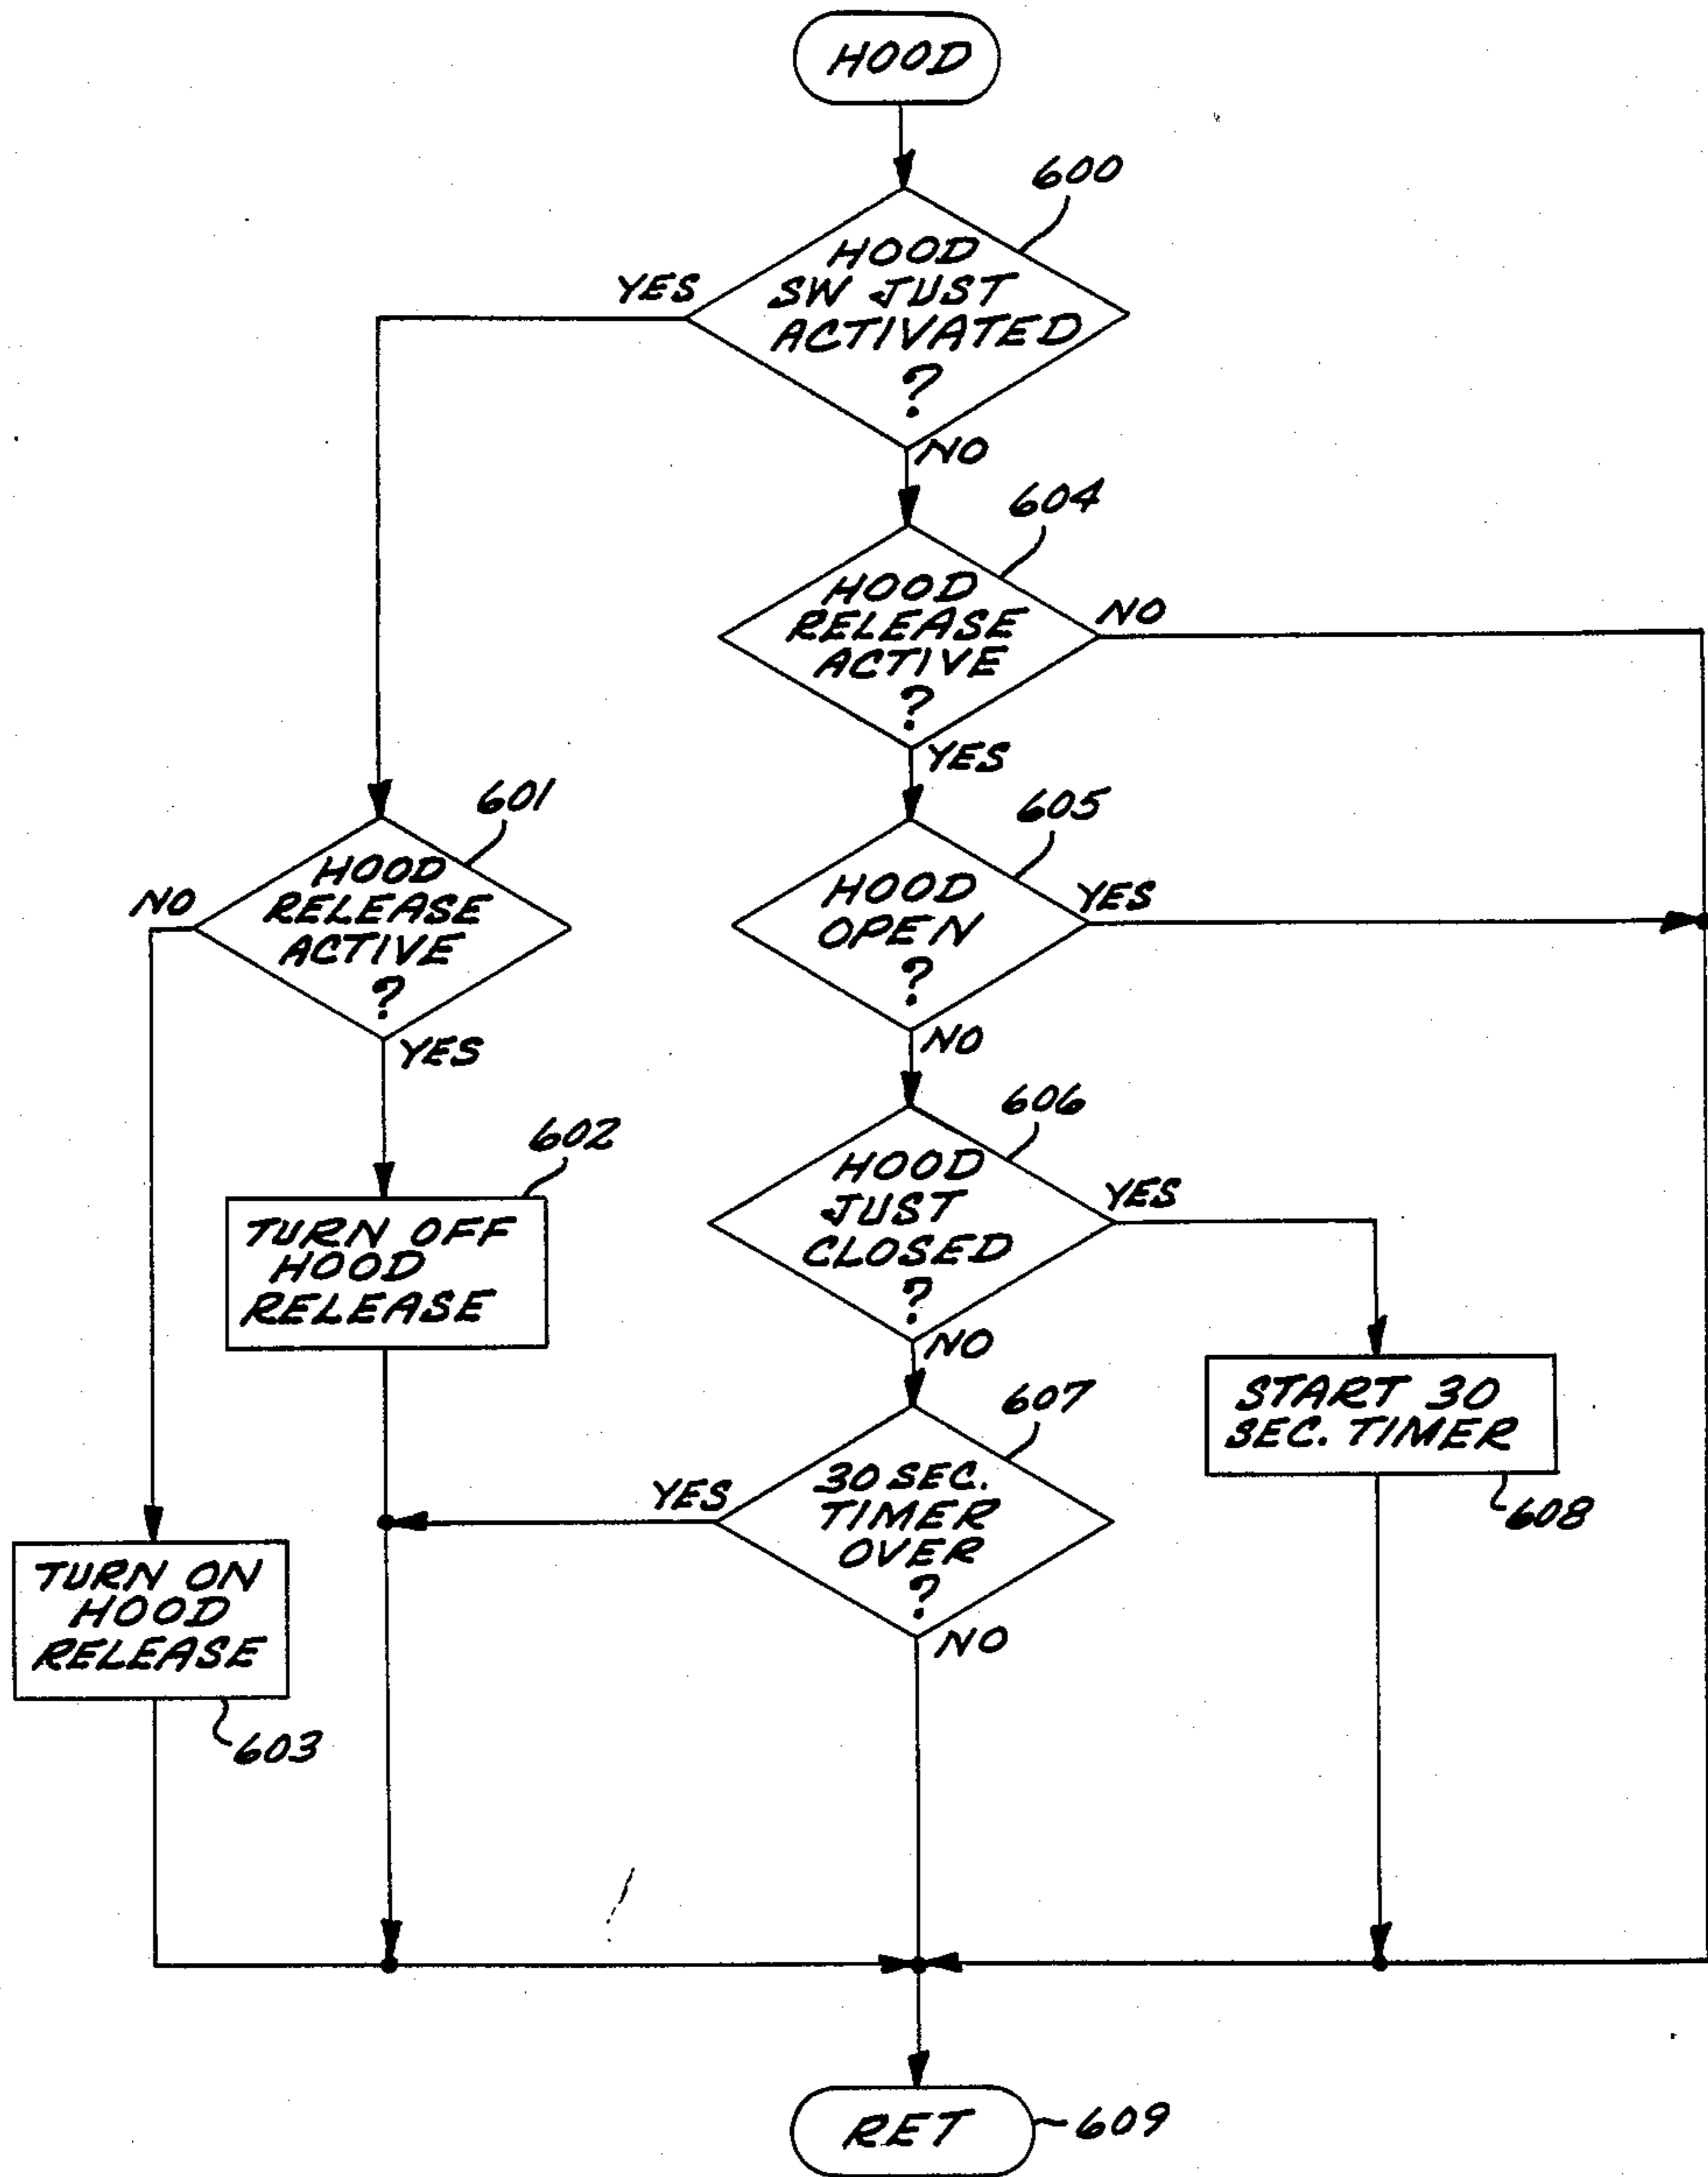 HOOD
600
HOOD
SW JUST
ACTIVATED
?
YES
NO
604
HOOD
RELEASE
ACTIVE
?
NO
YES
601
HOOD
RELEASE
ACTIVE
?
NO
YES
605
HOOD
OPEN
?
YES
NO
602
TURN OFF
HOOD
RELEASE
606
HOOD
JUST
CLOSED
?
YES
NO
607
30 SEC.
TIMER
OVER
?
YES
NO
START 30
SEC. TIMER
608
TURN ON
HOOD
RELEASE
603
RET
609